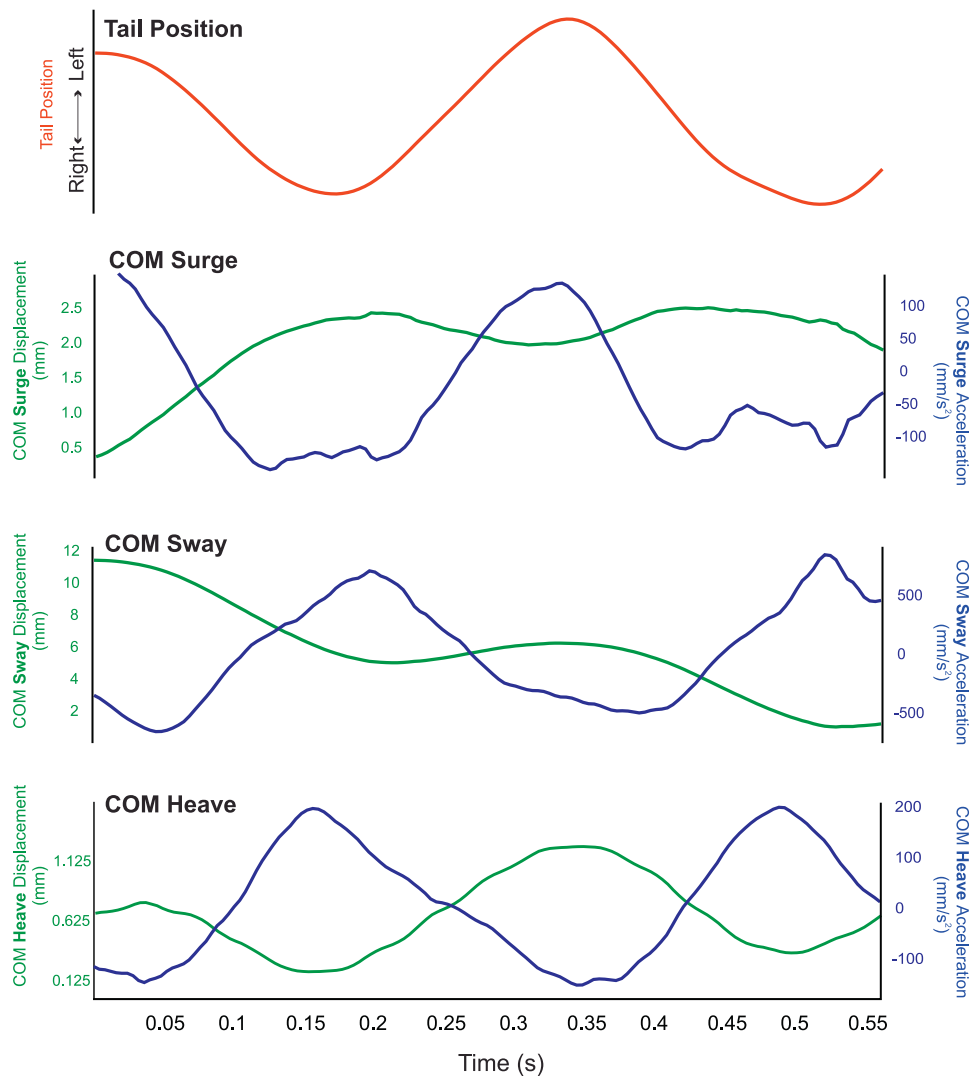 Tail Position
Tail Position
Right
Left
COM Surge
COM Surge Displacement
(mm)
2.5
2.0
1.5
1.0
0.5
100
50
0
-50
-100
COM Surge Acceleration
(mm/s²)
COM Sway
COM Sway Displacement
(mm)
12
10
8
6
4
2
500
0
-500
COM Sway Acceleration
(mm/s²)
COM Heave
COM Heave Displacement
(mm)
1.125
0.625
0.125
200
100
0
-100
COM Heave Acceleration
(mm/s²)
0.05 0.1 0.15 0.2 0.25 0.3 0.35 0.4 0.45 0.5 0.55
Time (s)